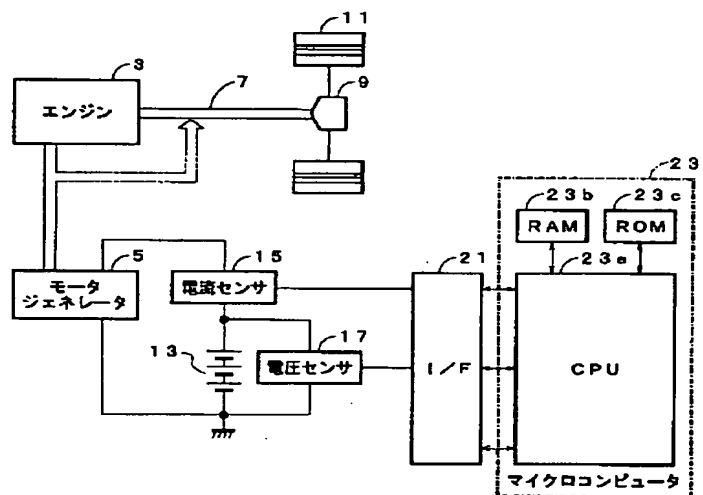 １１
３
７
９
エンジン
２３
２３ｂ
２３ｃ
ＲＡＭ
ＲＯＭ
５
１５
２１
２３ａ
モータ
ジェネレータ
電流センサ
１７
１３
電圧センサ
Ｉ／Ｆ
ＣＰＵ
マイクロコンピュータ